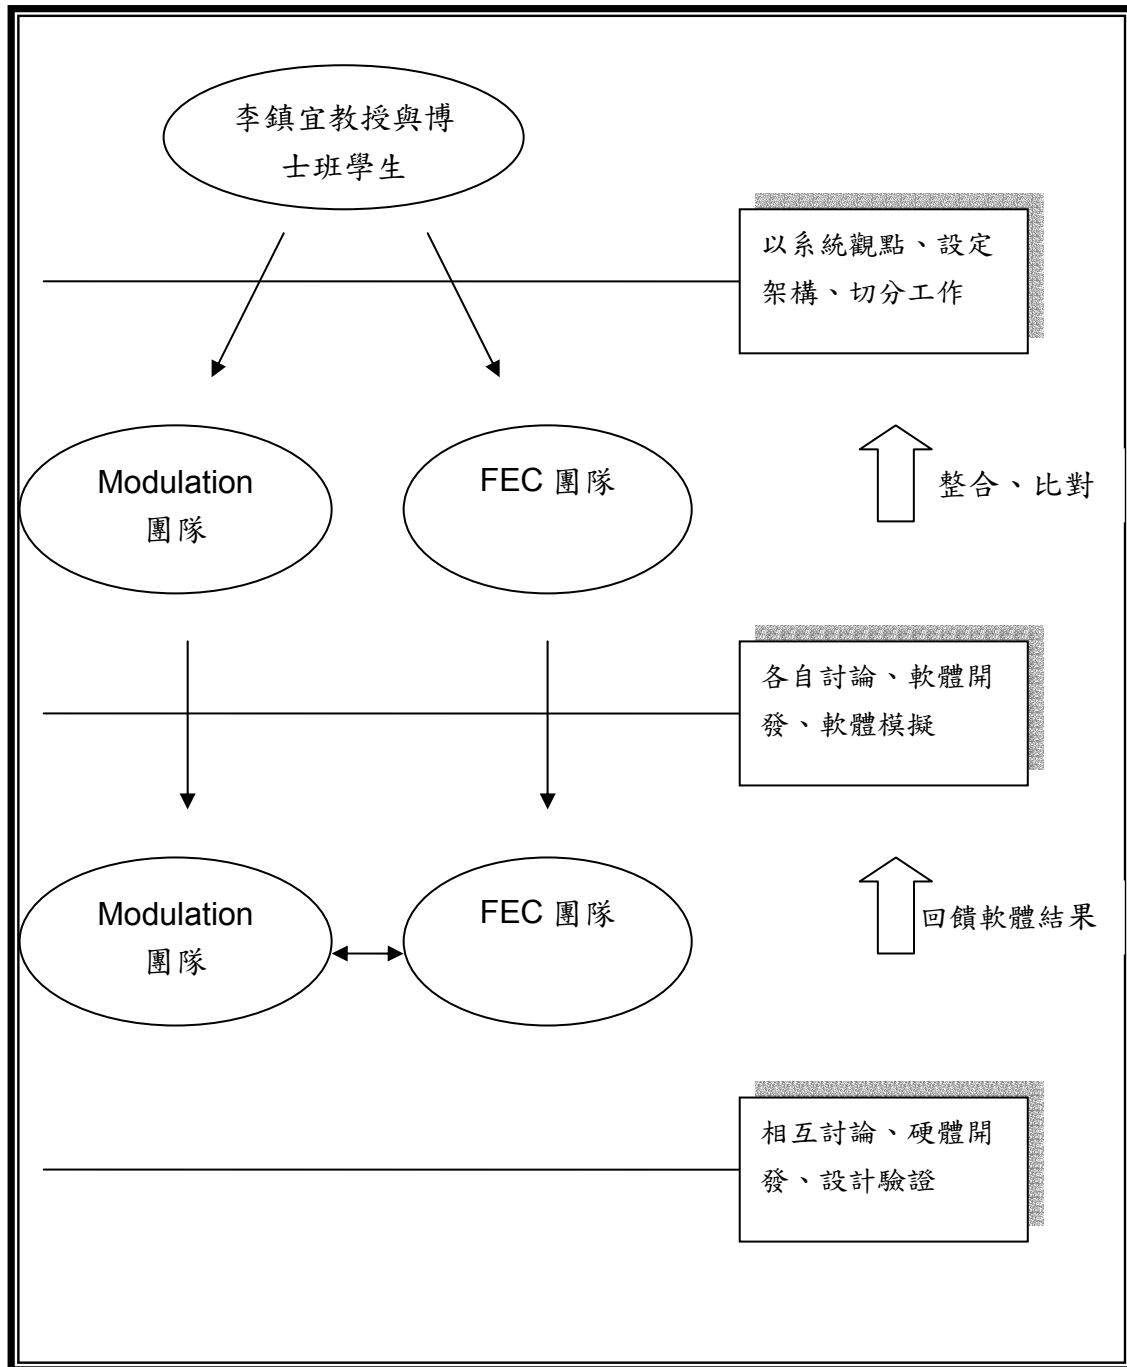 李鎮宜教授與博
士班學生
以系統觀點、設定
架構、切分工作
Modulation
團隊
FEC 團隊
整合、比對
各自討論、軟體開
發、軟體模擬
Modulation
團隊
FEC 團隊
回饋軟體結果
相互討論、硬體開
發、設計驗證